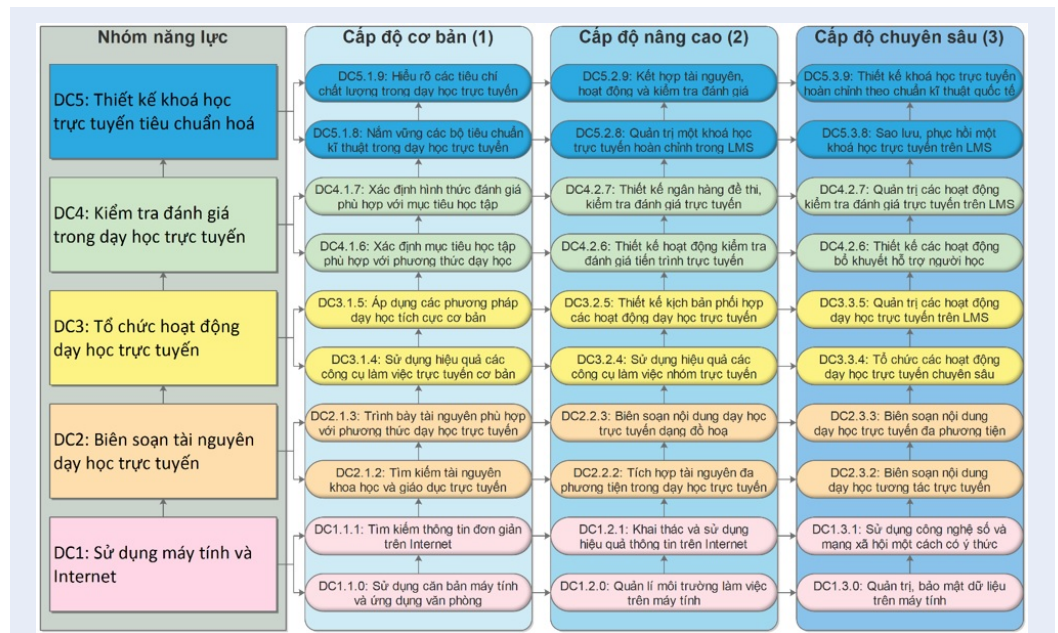 Nhóm năng lực
Cấp độ cơ bản (1)
Cấp độ nâng cao (2)
Cấp độ chuyên sâu (3)
DC5: Thiết kế khoá học
trực tuyến tiêu chuẩn hoá
DC5.1.9: Hiểu rõ các tiêu chí
chất lượng trong dạy học trực tuyến
DC5.2.9: Kết hợp tài nguyên,
hoạt động và kiểm tra đánh giá
DC5.3.9: Thiết kế khoá học trực tuyến
hoàn chỉnh theo chuẩn kĩ thuật quốc tế
DC5.1.8: Nắm vững các bộ tiêu chuẩn
kĩ thuật trong dạy học trực tuyến
DC5.2.8: Quản trị một khoá học
trực tuyến hoàn chỉnh trong LMS
DC5.3.8: Sao lưu, phục hồi một
khoá học trực tuyến trên LMS
DC4: Kiểm tra đánh giá
trong dạy học trực tuyến
DC4.1.7: Xác định hình thức đánh giá
phù hợp với mục tiêu học tập
DC4.2.7: Thiết kế ngân hàng đề thi,
kiểm tra đánh giá trực tuyến
DC4.2.7: Quản trị các hoạt động
kiểm tra đánh giá trực tuyến trên LMS
DC4.1.6: Xác định mục tiêu học tập
phù hợp với phương thức dạy học
DC4.2.6: Thiết kế hoạt động kiểm tra
đánh giá tiến trình trực tuyến
DC4.2.6: Thiết kế các hoạt động
bổ khuyết hỗ trợ người học
DC3: Tổ chức hoạt động
dạy học trực tuyến
DC3.1.5: Áp dụng các phương pháp
dạy học tích cực cơ bản
DC3.2.5: Thiết kế kịch bản phối hợp
các hoạt động dạy học trực tuyến
DC3.3.5: Quản trị các hoạt động
dạy học trực tuyến trên LMS
DC3.1.4: Sử dụng hiệu quả các
công cụ làm việc trực tuyến cơ bản
DC3.2.4: Sử dụng hiệu quả các
công cụ làm việc nhóm trực tuyến
DC3.3.4: Tổ chức các hoạt động
dạy học trực tuyến chuyên sâu
DC2: Biên soạn tài nguyên
dạy học trực tuyến
DC2.1.3: Trình bày tài nguyên phù hợp
với phương thức dạy học trực tuyến
DC2.2.3: Biên soạn nội dung dạy học
trực tuyến dạng đồ hoạ
DC2.3.3: Biên soạn nội dung
dạy học trực tuyến đa phương tiện
DC2.1.2: Tìm kiếm tài nguyên
khoa học và giáo dục trực tuyến
DC2.2.2: Tích hợp tài nguyên đa
phương tiện trong dạy học trực tuyến
DC2.3.2: Biên soạn nội dung
dạy học tương tác trực tuyến
DC1: Sử dụng máy tính và
Internet
DC1.1.1: Tìm kiếm thông tin đơn giản
trên Internet
DC1.2.1: Khai thác và sử dụng
hiệu quả thông tin trên Internet
DC1.3.1: Sử dụng công nghệ số và
mạng xã hội một cách có ý thức
DC1.1.0: Sử dụng căn bản máy tính
và ứng dụng văn phòng
DC1.2.0: Quản lí môi trường làm việc
trên máy tính
DC1.3.0: Quản trị, bảo mật dữ liệu
trên máy tính